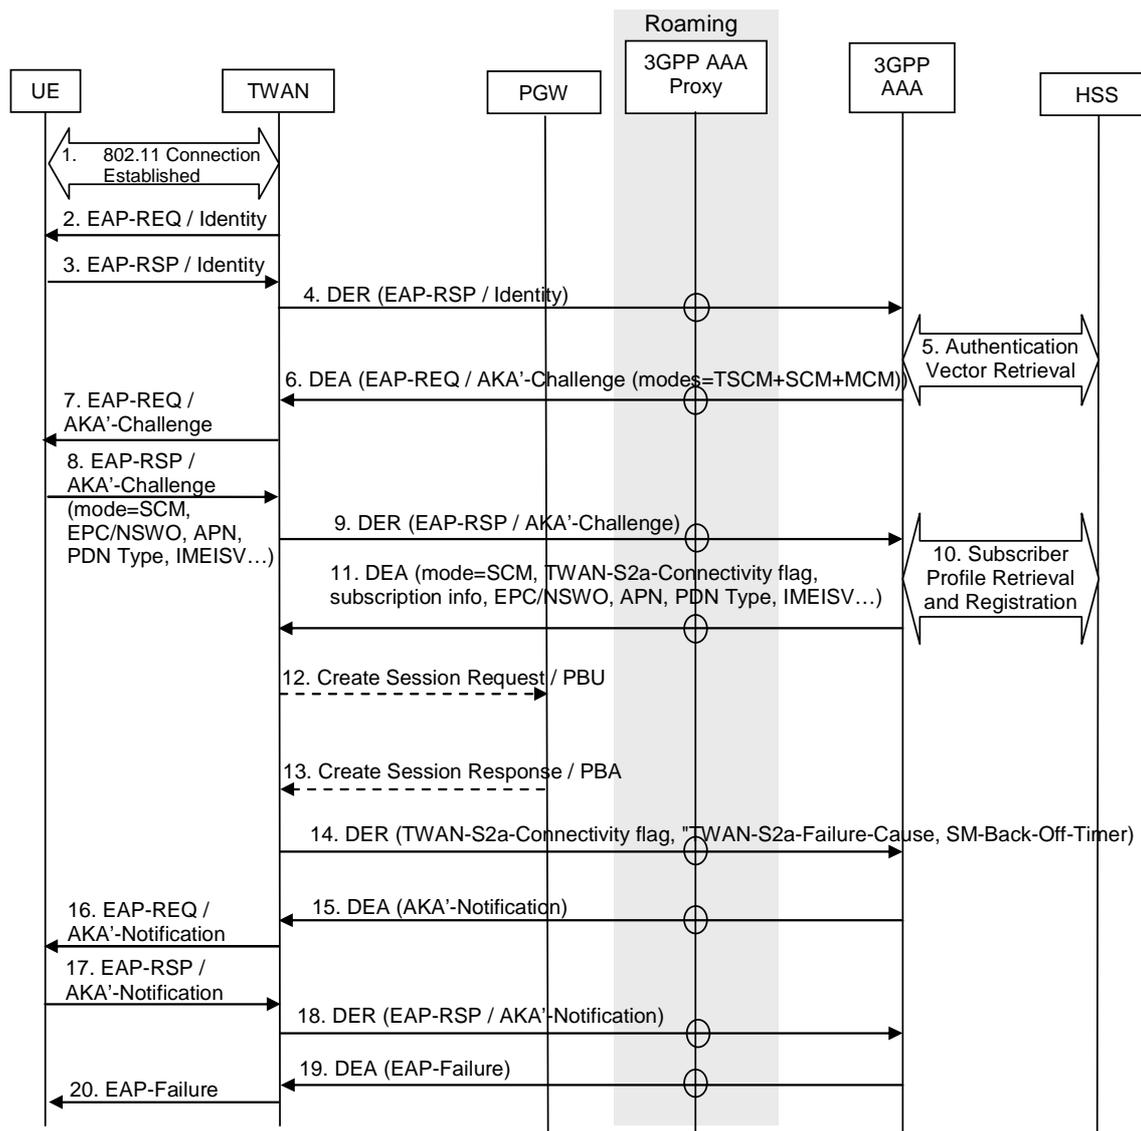 Roaming
UE
TWAN
PGW
3GPP AAA
Proxy
3GPP
AAA
HSS
1. 802.11 Connection
Established
2. EAP-REQ / Identity
3. EAP-RSP / Identity
4. DER (EAP-RSP / Identity)
5. Authentication
Vector Retrieval
6. DEA (EAP-REQ / AKA’-Challenge (modes=TSCM+SCM+MCM))
7. EAP-REQ /
AKA’-Challenge
8. EAP-RSP /
AKA’-Challenge
(mode=SCM,
EPC/NSWO, APN,
PDN Type, IMEISV…)
9. DER (EAP-RSP / AKA’-Challenge)
10. Subscriber
Profile Retrieval
and Registration
11. DEA (mode=SCM, TWAN-S2a-Connectivity flag,
subscription info, EPC/NSWO, APN, PDN Type, IMEISV…)
12. Create Session Request / PBU
13. Create Session Response / PBA
14. DER (TWAN-S2a-Connectivity flag, "TWAN-S2a-Failure-Cause, SM-Back-Off-Timer)
15. DEA (AKA’-Notification)
16. EAP-REQ /
AKA’-Notification
17. EAP-RSP /
AKA’-Notification
18. DER (EAP-RSP / AKA’-Notification)
19. DEA (EAP-Failure)
20. EAP-Failure